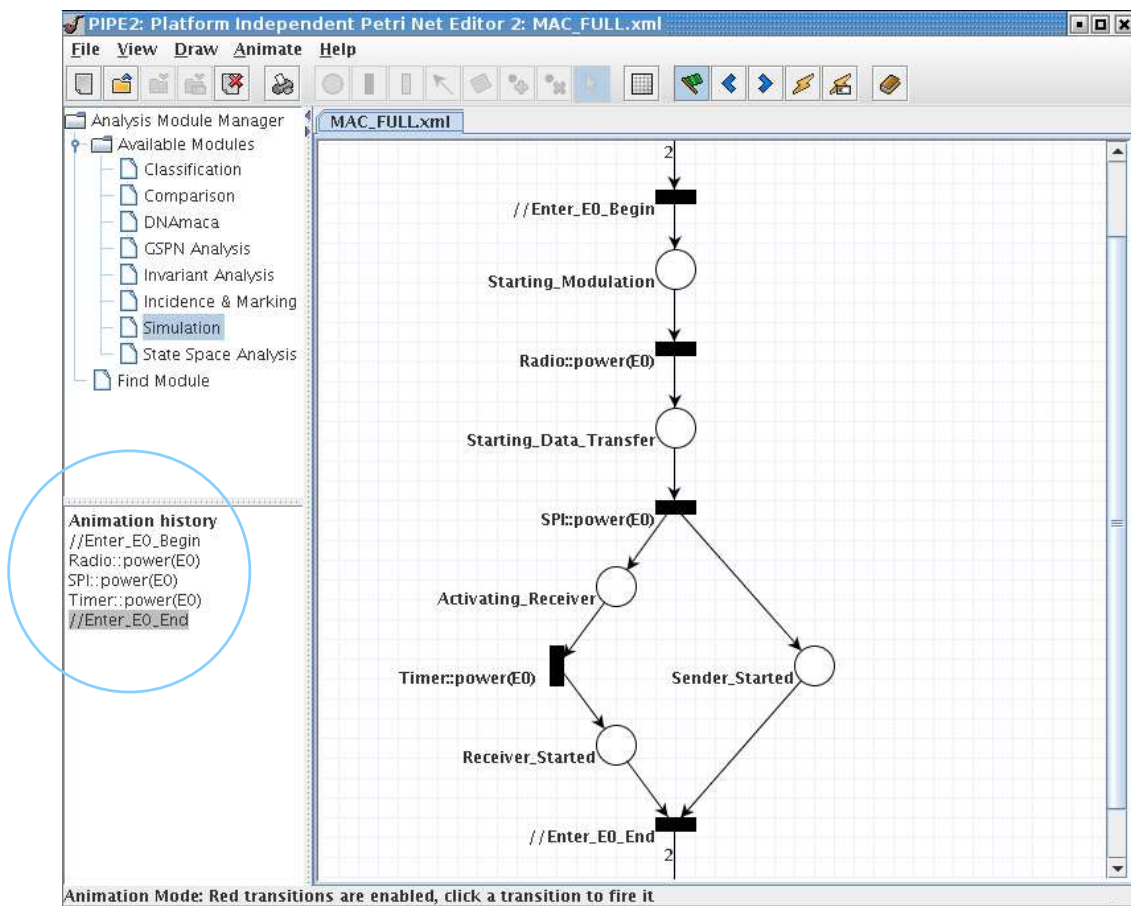 PIPE2: Platform Independent Petri Net Editor 2: MAC_FULL.xml
File View Draw Animate Help
Analysis Module Manager
Available Modules
Classification
Comparison
DNAmaca
GSPN Analysis
Invariant Analysis
Incidence & Marking
Simulation
State Space Analysis
Find Module
Animation history
//Enter_E0_Begin
Radio::power(E0)
SPI::power(E0)
Timer::power(E0)
//Enter_E0_End
MAC_FULL.xml
2
//Enter_E0_Begin
Starting_Modulation
Radio::power(E0)
Starting_Data_Transfer
SPI::power(E0)
Activating_Receiver
Timer::power(E0)
Sender_Started
Receiver_Started
//Enter_E0_End
2
Animation Mode: Red transitions are enabled, click a transition to fire it